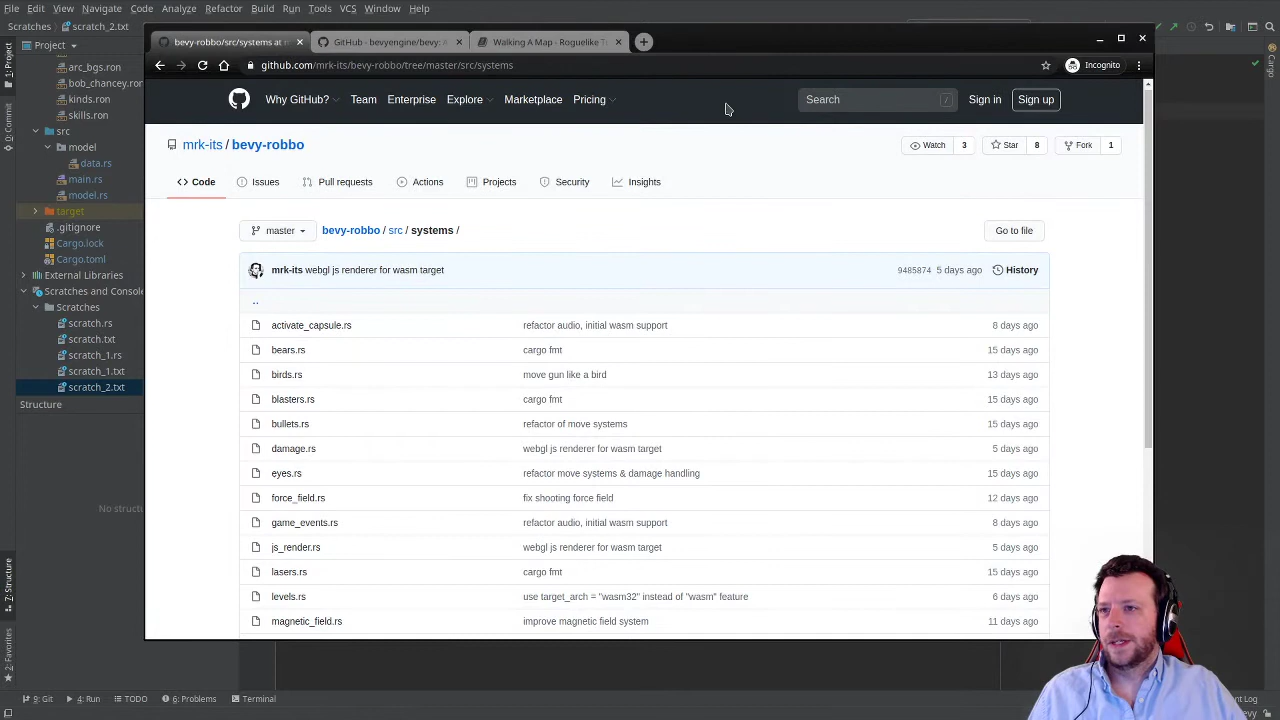 File Edit View Navigate Code Analyze Refactor Build Run Tools VCS Window Help
Scratches scratch_2.txt
Project
arc_bgs.ron
bob_chancey.ron
kinds.ron
skills.ron
src
model
data.rs
main.rs
model.rs
target
.gitignore
Cargo.lock
Cargo.toml
External Libraries
Scratches and Console
Scratches
scratch.rs
scratch.txt
scratch_1.rs
scratch_1.txt
scratch_2.txt
Structure
No struct
1: Project
Commit
7: Structure
2: Favorites
Cargo
bevy-robbo/src/systems at m
GitHub - bevyengine/bevy: A
Walking A Map - Roguelike T
github.com/mrk-its/bevy-robbo/tree/master/src/systems
Incognito
Why GitHub? Team Enterprise Explore Marketplace Pricing
Search /
Sign in Sign up
mrk-its / bevy-robbo
Watch 3 Star 8 Fork 1
Code Issues Pull requests Actions Projects Security Insights
master bevy-robbo / src / systems / Go to file
mrk-its webgl js renderer for wasm target 9485874 5 days ago History
..
activate_capsule.rs refactor audio, initial wasm support 8 days ago
bears.rs cargo fmt 15 days ago
birds.rs move gun like a bird 13 days ago
blasters.rs cargo fmt 15 days ago
bullets.rs refactor of move systems 15 days ago
damage.rs webgl js renderer for wasm target 5 days ago
eyes.rs refactor move systems & damage handling 15 days ago
force_field.rs fix shooting force field 12 days ago
game_events.rs refactor audio, initial wasm support 8 days ago
js_render.rs webgl js renderer for wasm target 5 days ago
lasers.rs cargo fmt 15 days ago
levels.rs use target_arch = "wasm32" instead of "wasm" feature 6 days ago
magnetic_field.rs improve magnetic field system 11 days ago
9: Git 4: Run TODO 6: Problems Terminal
nt Log
evy